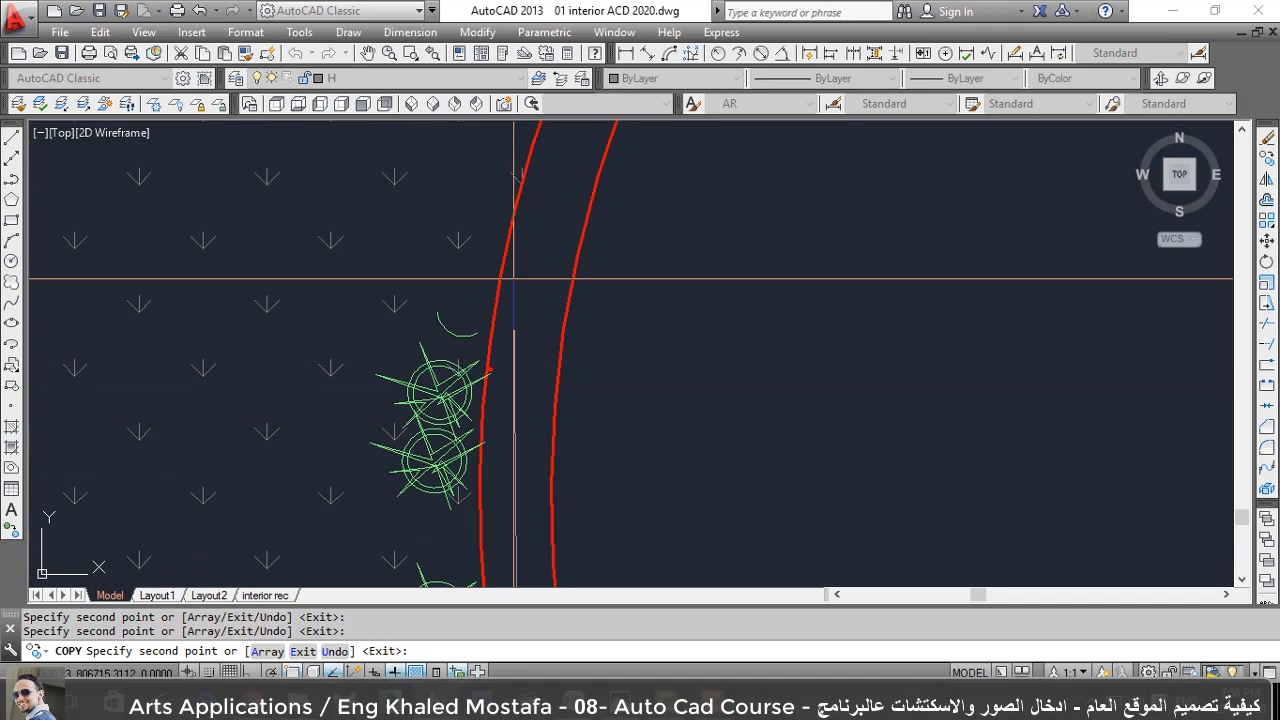 AutoCAD Classic
AutoCAD 2013 01 interior ACD 2020.dwg
Type a keyword or phrase
Sign In
File Edit View Insert Format Tools Draw Dimension Modify Parametric Window Help Express
Standard
AutoCAD Classic
H
ByLayer
ByLayer
ByLayer
ByColor
AR
Standard
Standard
Standard
[−][Top][2D Wireframe]
N
W TOP E
S
WCS
Y
X
Model Layout1 Layout2 interior rec
Specify second point or [Array/Exit/Undo] <Exit>:
Specify second point or [Array/Exit/Undo] <Exit>:
COPY Specify second point or [Array Exit Undo] <Exit>:
MODEL
1:1
Arts Applications / Eng Khaled Mostafa - 08- Auto Cad Course - كيفية تصميم الموقع العام - ادخال الصور والاسكتشات عالبرنامج